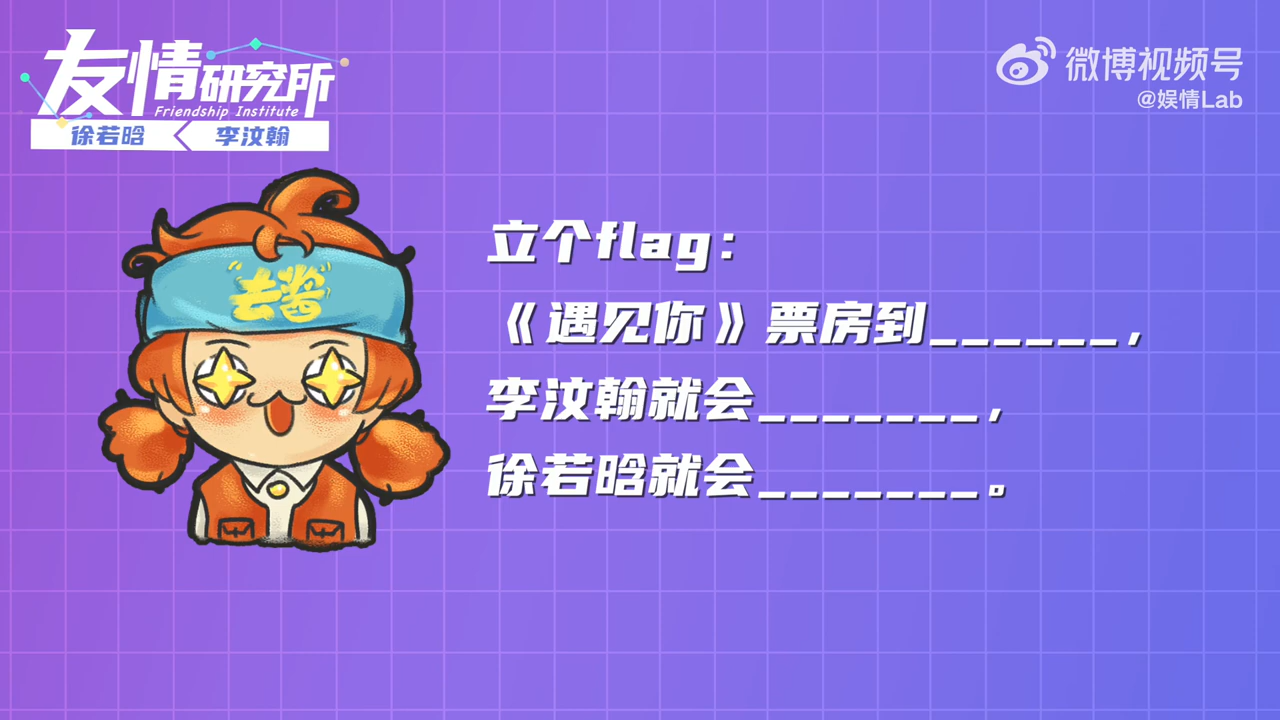 友情研究所
Friendship Institute
徐若晗 李汶翰
微博视频号
@娱情Lab
"去酱"
立个flag：
《遇见你》票房到______，
李汶翰就会_______，
徐若晗就会_______。